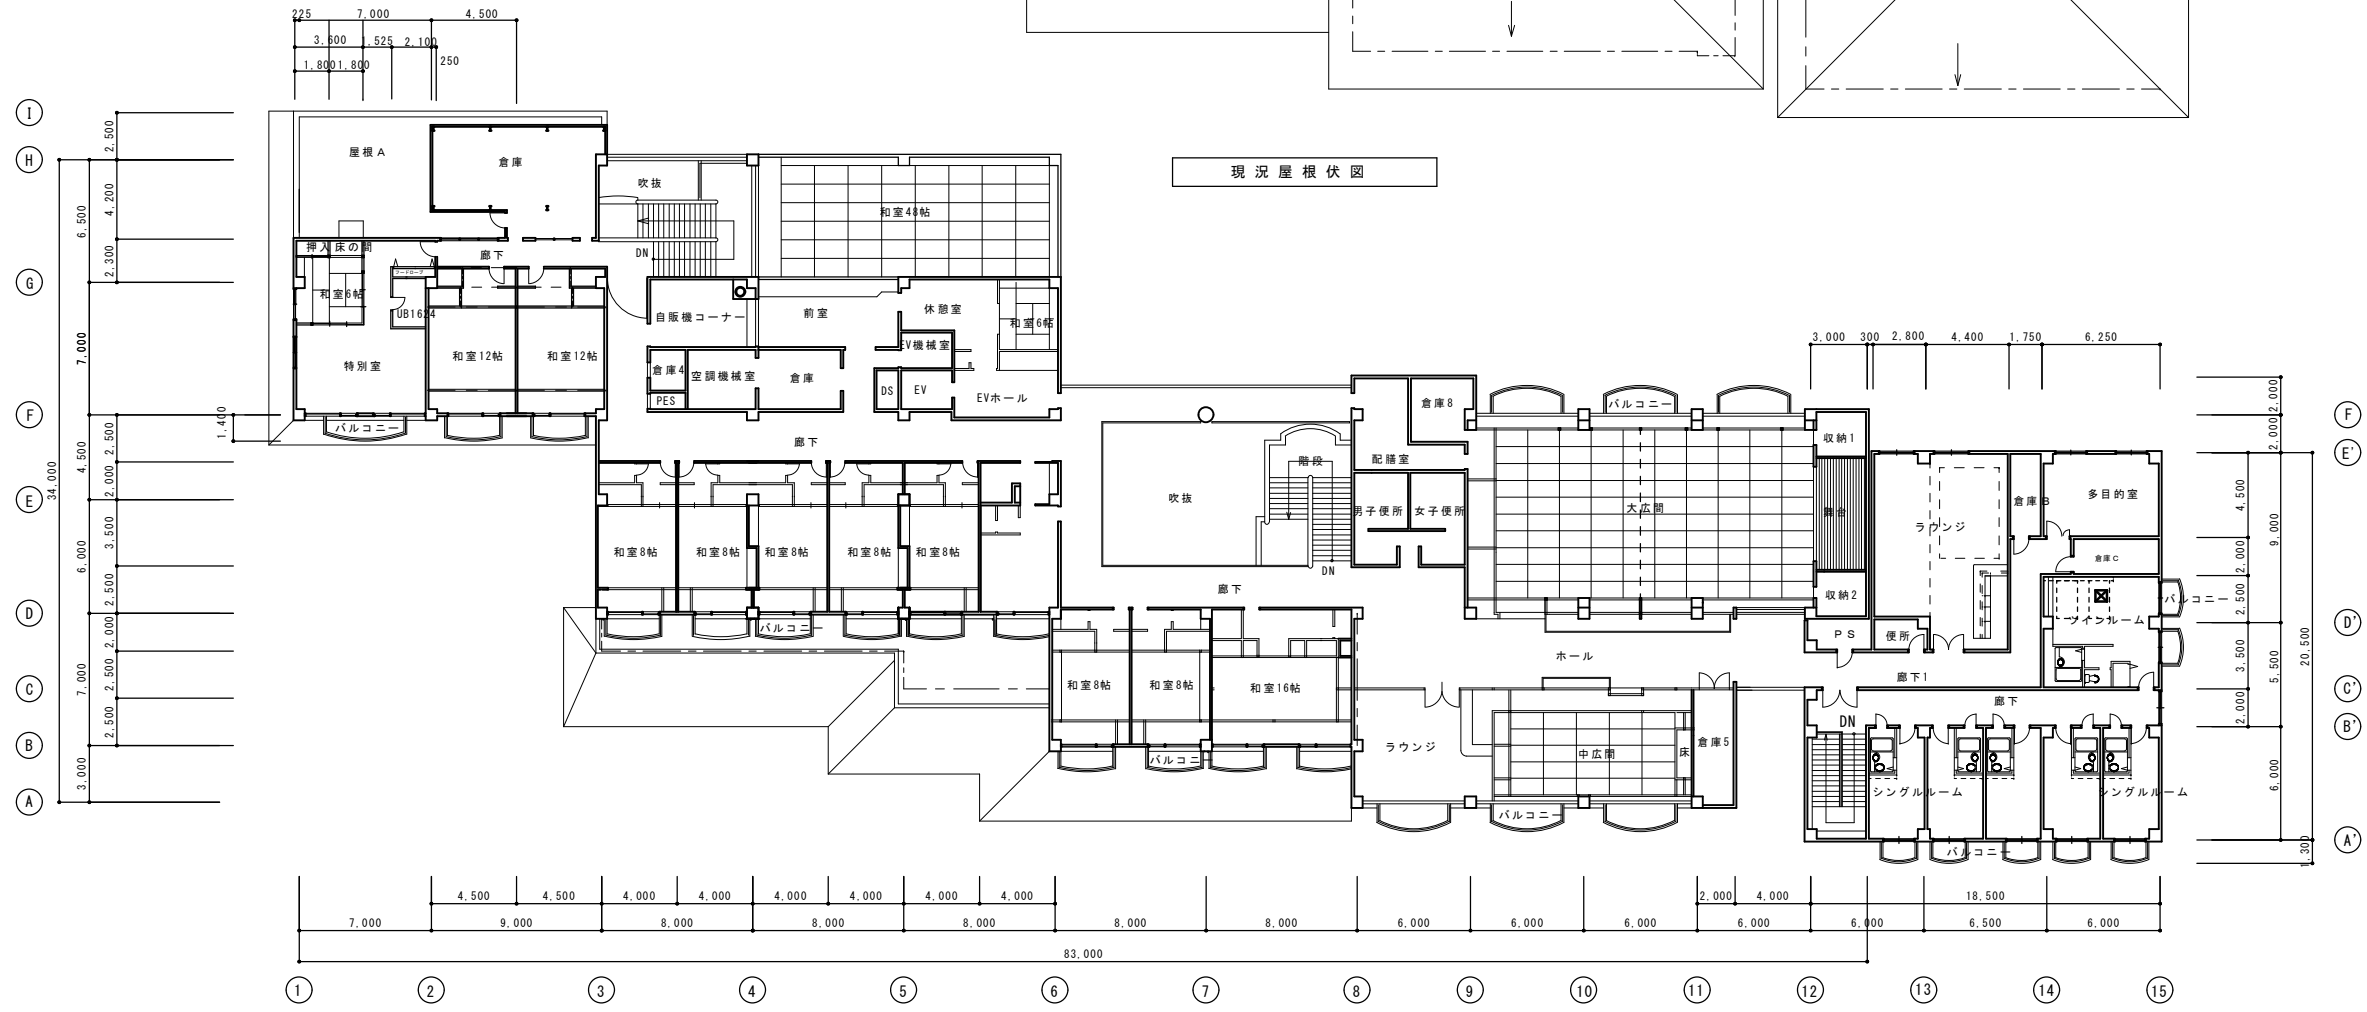 225 7,000 4,500
3,600 1,525 2,100
250
1,800 1,800
I
H
G
F
E
D
C
B
A
2,500
4,200
2,300
2,500
2,000
3,500
2,500
2,000
2,500
2,500
6,500
7,000
4,500
6,000
7,000
3,000
34,000
1,400
現況屋根伏図
屋根A
倉庫
吹抜
和室48帖
押入 床の間
廊下
DN
フードローブ
和室6帖
UB1624
自販機コーナー
前室
休憩室
和室6帖
EV機械室
特別室
和室12帖
和室12帖
倉庫4
空調機械室
倉庫
DS
EV
EVホール
PES
バルコニー
廊下
和室8帖
和室8帖
和室8帖
和室8帖
和室8帖
バルコニー
吹抜
階段
DN
廊下
倉庫8
配膳室
男子便所
女子便所
バルコニー
大広間
収納1
舞台
収納2
ラウンジ
倉庫B
多目的室
倉庫C
バルコニー
ツインルーム
PS
便所
廊下1
廊下
ホール
和室8帖
和室8帖
和室16帖
バルコニー
ラウンジ
中広間
床
倉庫5
バルコニー
DN
シングルルーム
シングルルーム
バルコニー
3,000 300 2,800 4,400 1,750 6,250
4,500
2,000
2,500
3,500
2,000
2,000
2,000
9,000
5,500
6,000
20,500
1,300
F
E'
D'
C'
B'
A'
4,500 4,500 4,000 4,000 4,000 4,000 4,000 4,000 2,000 4,000 18,500
7,000 9,000 8,000 8,000 8,000 8,000 8,000 6,000 6,000 6,000 6,000 6,000 6,500 6,000
83,000
1 2 3 4 5 6 7 8 9 10 11 12 13 14 15